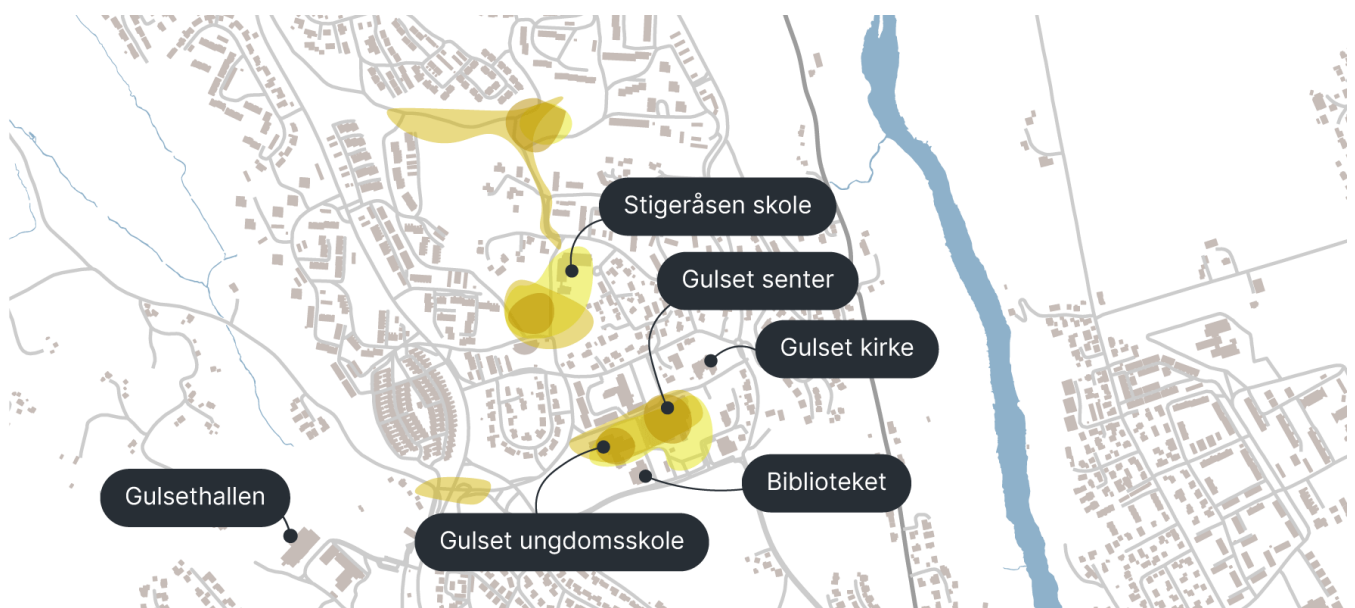 Stigeråsen skole
Gulset senter
Gulset kirke
Gulsethallen
Biblioteket
Gulset ungdomsskole